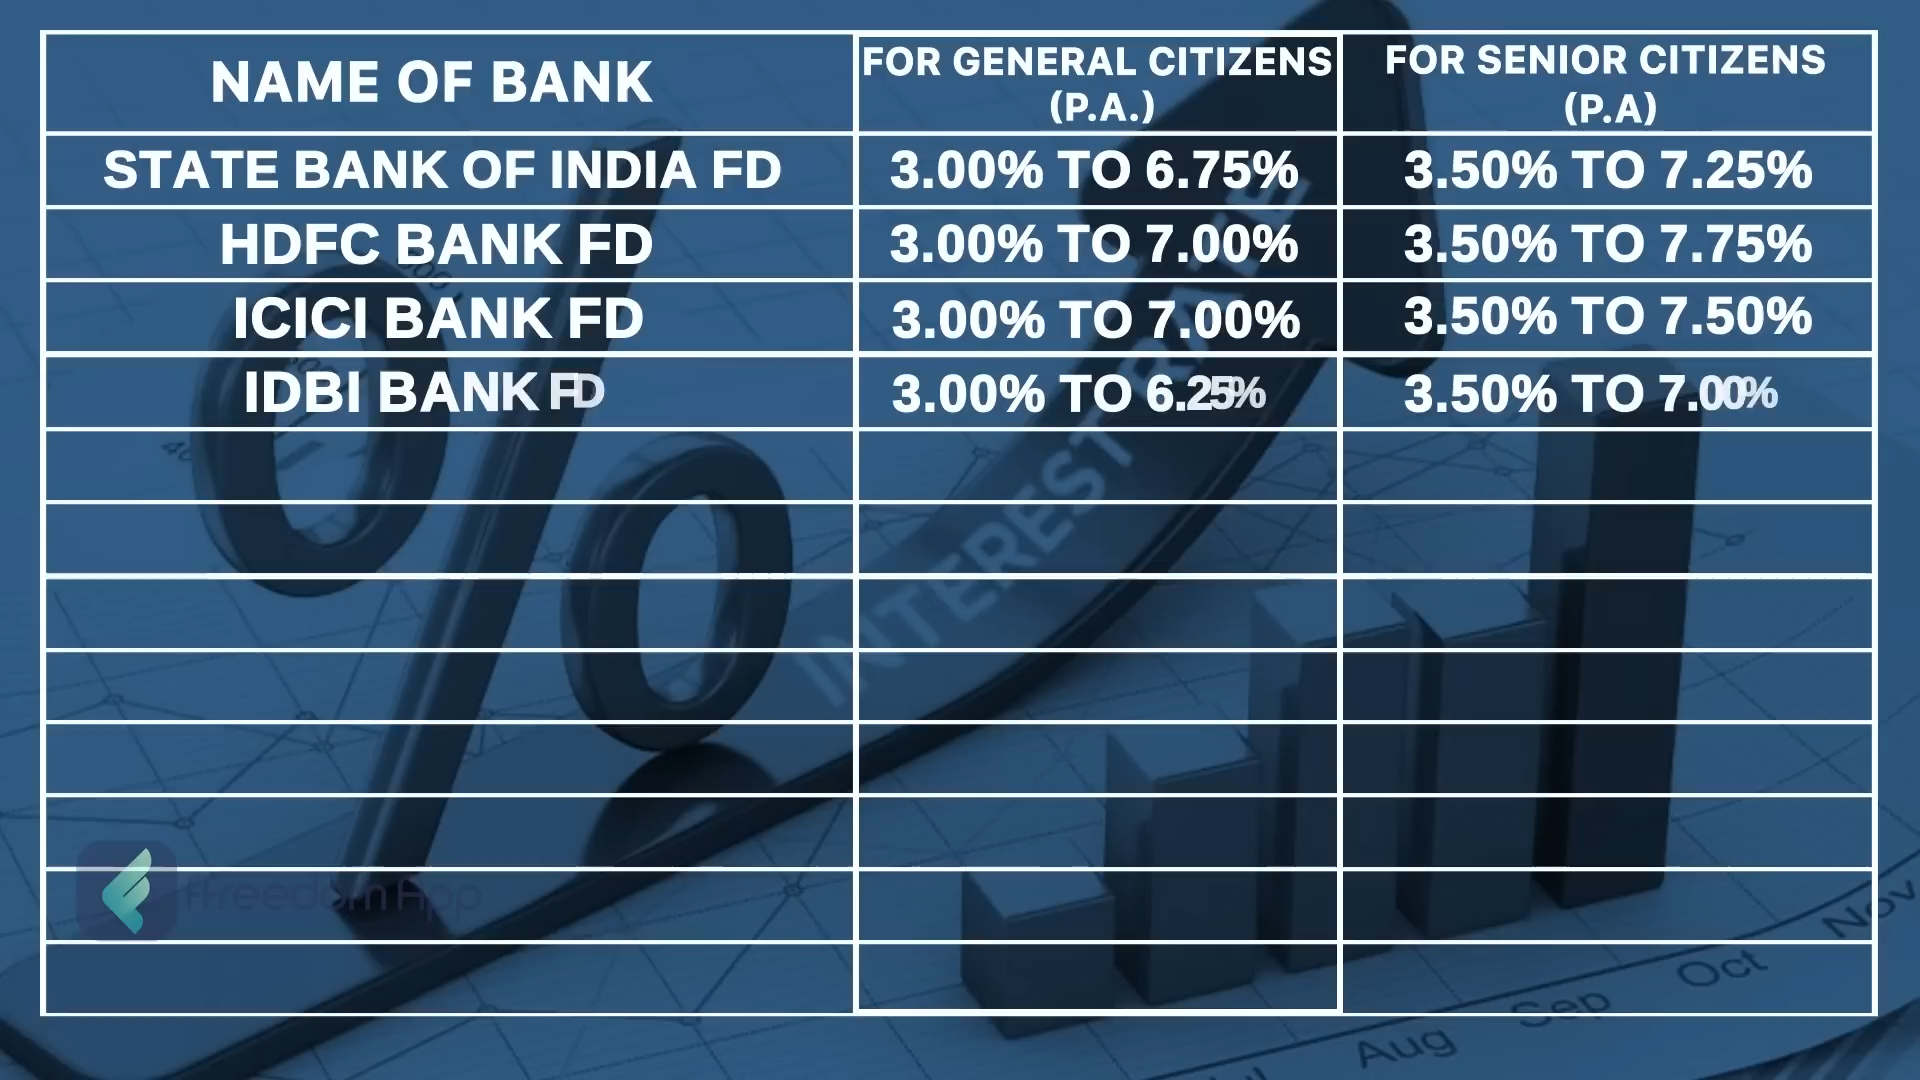 NAME OF BANK
FOR GENERAL CITIZENS
(P.A.)
FOR SENIOR CITIZENS
(P.A)
STATE BANK OF INDIA FD
3.00% TO 6.75%
3.50% TO 7.25%
HDFC BANK FD
3.00% TO 7.00%
3.50% TO 7.75%
ICICI BANK FD
3.00% TO 7.00%
3.50% TO 7.50%
IDBI BANK FD
3.00% TO 6.25%
3.50% TO 7.00%
INTEREST RATE
ffreedom App
Aug
Sep
Oct
Nov